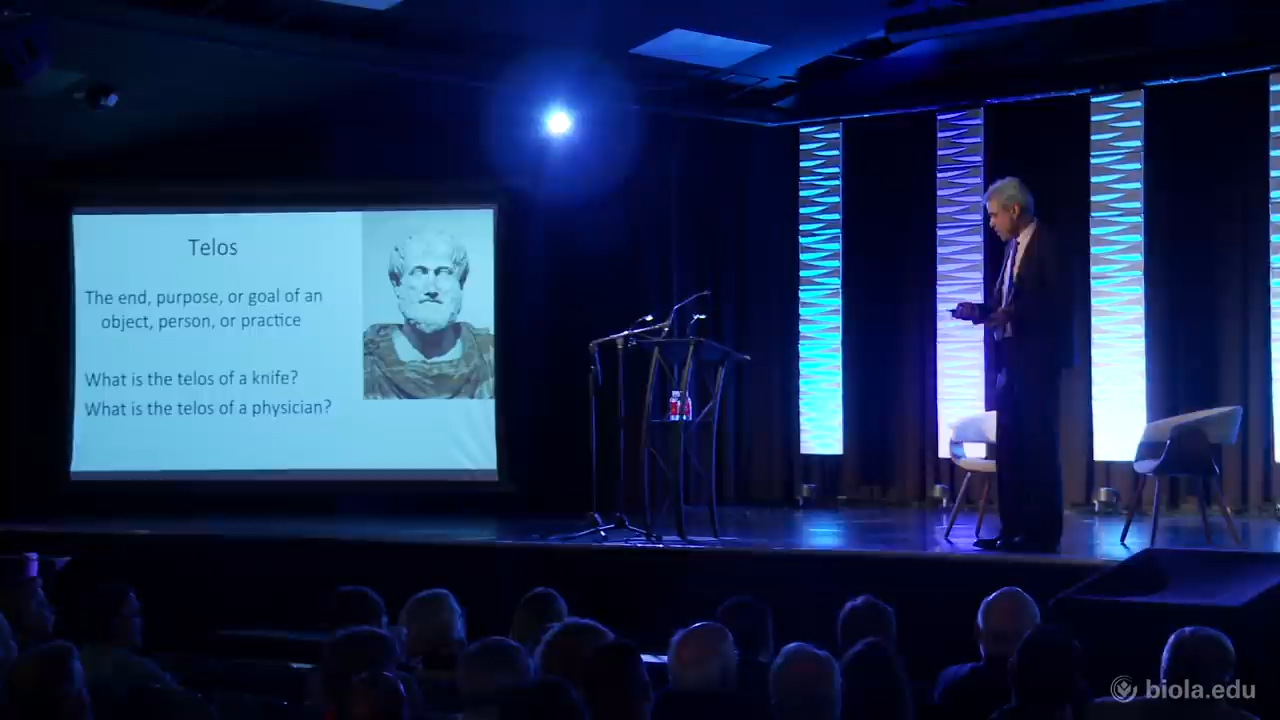 Telos
The end, purpose, or goal of an
object, person, or practice
What is the telos of a knife?
What is the telos of a physician?
biola.edu